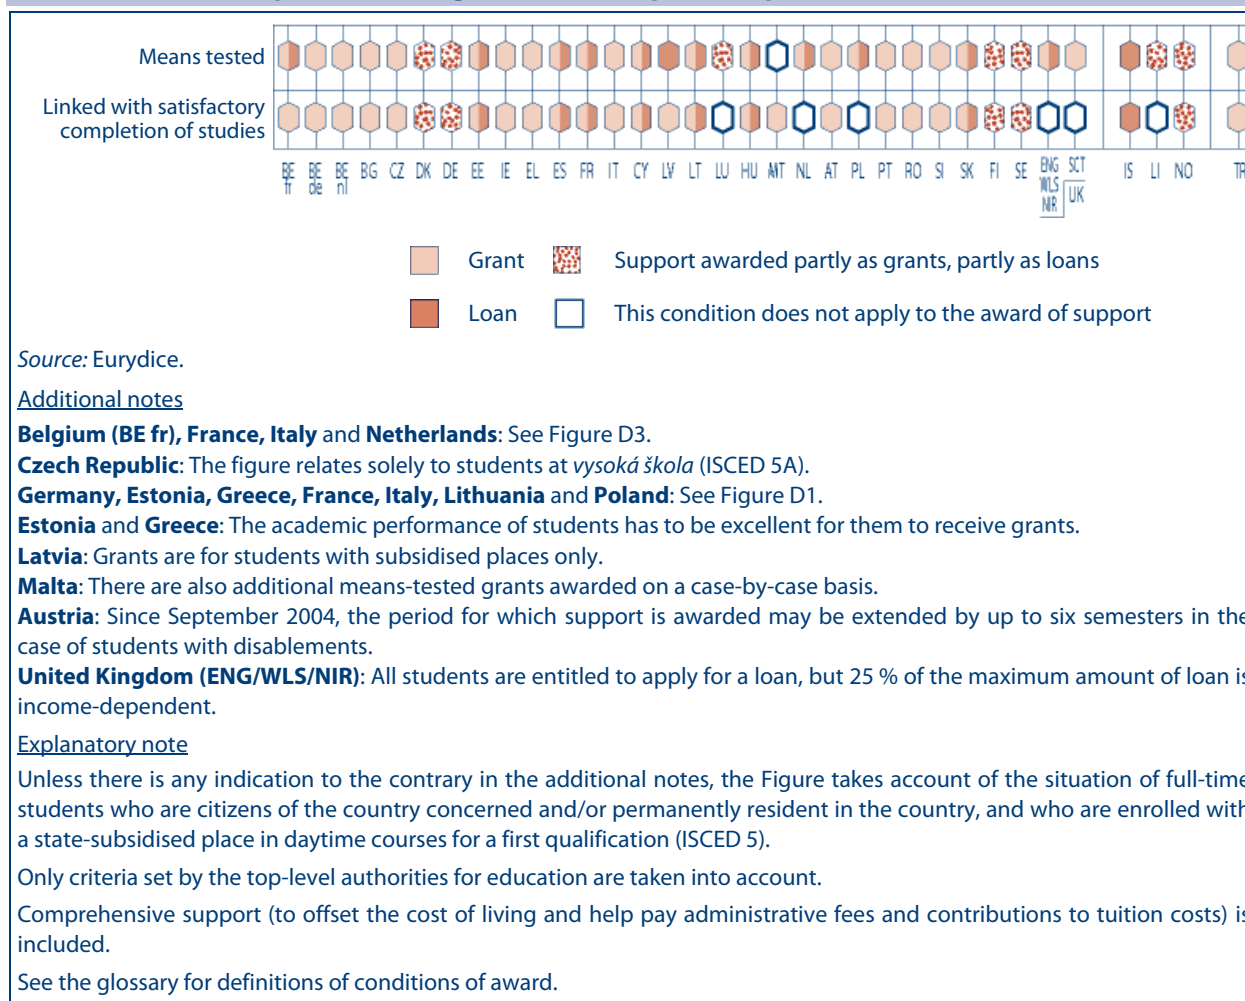 Means tested
Linked with satisfactory
completion of studies
BE fr BE de BE nl BG CZ DK DE EE IE EL ES FR IT CY LV LT LU HU MT NL AT PL PT RO SI SK FI SE ENG WLS NIR SCT UK IS LI NO TR
Grant Support awarded partly as grants, partly as loans
Loan This condition does not apply to the award of support
Source: Eurydice.
Additional notes
Belgium (BE fr), France, Italy and Netherlands: See Figure D3.
Czech Republic: The figure relates solely to students at vysoká škola (ISCED 5A).
Germany, Estonia, Greece, France, Italy, Lithuania and Poland: See Figure D1.
Estonia and Greece: The academic performance of students has to be excellent for them to receive grants.
Latvia: Grants are for students with subsidised places only.
Malta: There are also additional means-tested grants awarded on a case-by-case basis.
Austria: Since September 2004, the period for which support is awarded may be extended by up to six semesters in the
case of students with disablements.
United Kingdom (ENG/WLS/NIR): All students are entitled to apply for a loan, but 25 % of the maximum amount of loan is
income-dependent.
Explanatory note
Unless there is any indication to the contrary in the additional notes, the Figure takes account of the situation of full-time
students who are citizens of the country concerned and/or permanently resident in the country, and who are enrolled with
a state-subsidised place in daytime courses for a first qualification (ISCED 5).
Only criteria set by the top-level authorities for education are taken into account.
Comprehensive support (to offset the cost of living and help pay administrative fees and contributions to tuition costs) is
included.
See the glossary for definitions of conditions of award.